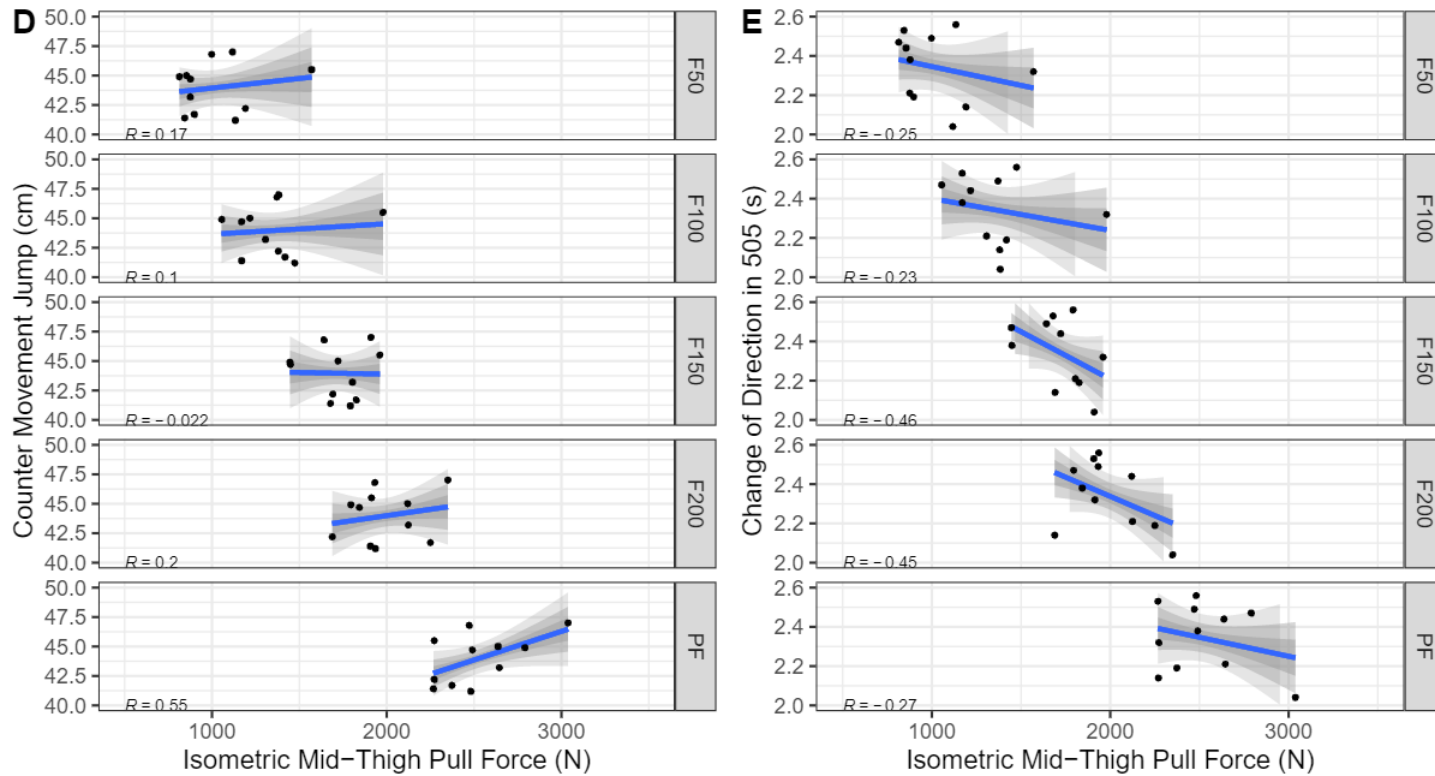 D
Counter Movement Jump (cm)
50.0
47.5
45.0
42.5
40.0
R = 0.17
F50
50.0
47.5
45.0
42.5
40.0
R = 0.1
F100
50.0
47.5
45.0
42.5
40.0
R = −0.022
F150
50.0
47.5
45.0
42.5
40.0
R = 0.2
F200
50.0
47.5
45.0
42.5
40.0
R = 0.55
PF
1000 2000 3000
Isometric Mid−Thigh Pull Force (N)
E
Change of Direction in 505 (s)
2.6
2.4
2.2
2.0
R = −0.25
F50
2.6
2.4
2.2
2.0
R = −0.23
F100
2.6
2.4
2.2
2.0
R = −0.46
F150
2.6
2.4
2.2
2.0
R = −0.45
F200
2.6
2.4
2.2
2.0
R = −0.27
PF
1000 2000 3000
Isometric Mid−Thigh Pull Force (N)